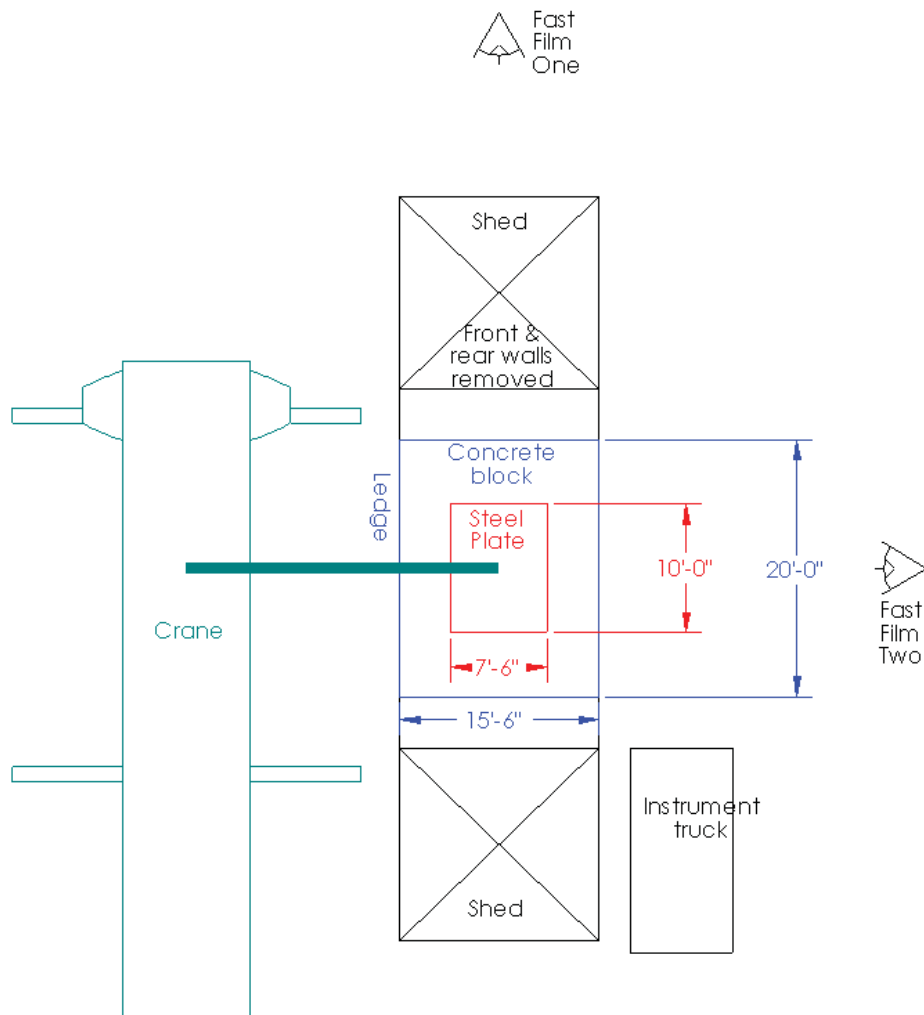 Fast
Film
One
Shed
Front &
rear walls
removed
Concrete
block
Ledge
Steel
Plate
10'-0"
20'-0"
Fast
Film
Two
Crane
7'-6"
15'-6"
Instrument
truck
Shed